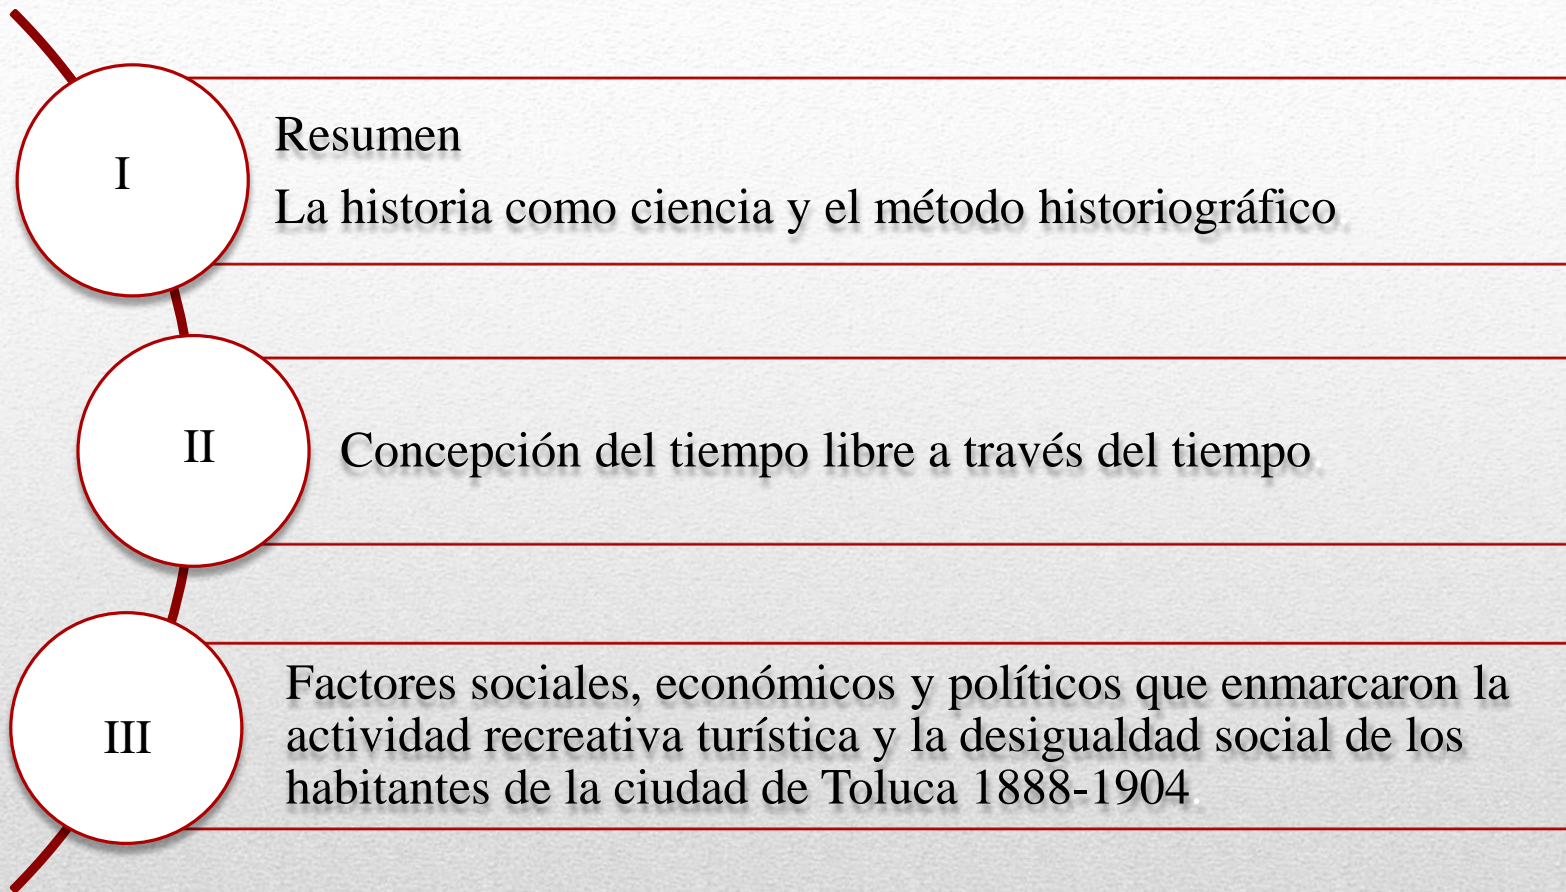 I
Resumen
La historia como ciencia y el método historiográfico.
II
Concepción del tiempo libre a través del tiempo.
III
Factores sociales, económicos y políticos que enmarcaron la
actividad recreativa turística y la desigualdad social de los
habitantes de la ciudad de Toluca 1888-1904.